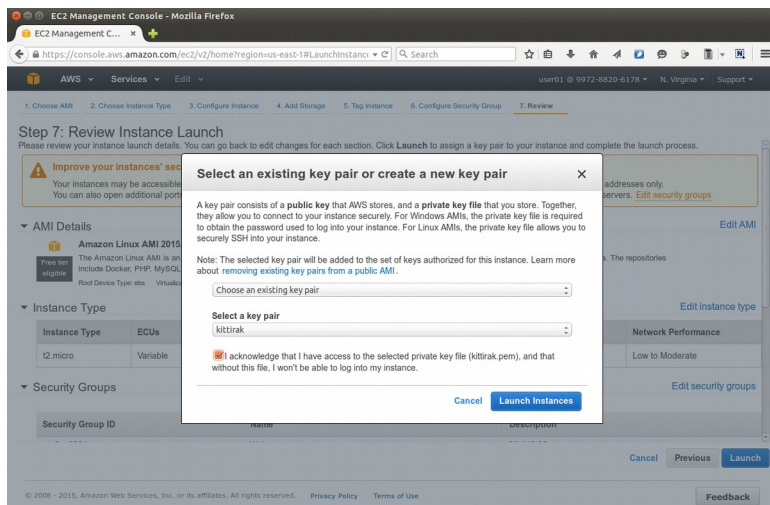 EC2 Management Console - Mozilla Firefox
EC2 Management C...
https://console.aws.amazon.com/ec2/v2/home?region=us-east-1#LaunchInstanc
Search
AWS Services Edit user01 @ 9972-8820-6178 N. Virginia Support
1. Choose AMI 2. Choose Instance Type 3. Configure Instance 4. Add Storage 5. Tag Instance 6. Configure Security Group 7. Review
Step 7: Review Instance Launch
Please review your instance launch details. You can go back to edit changes for each section. Click Launch to assign a key pair to your instance and complete the launch process.
Improve your instances' sec
Your instances may be accessible addresses only.
You can also open additional ports servers. Edit security groups
AMI Details Edit AMI
Amazon Linux AMI 2015
Free tier
eligible
The Amazon Linux AMI is an s. The repositories
include Docker, PHP, MySQL
Root Device Type: ebs Virtualiz
Instance Type Edit instance type
Instance Type ECUs Network Performance
t2.micro Variable Low to Moderate
Security Groups Edit security groups
Security Group ID Name Description
Select an existing key pair or create a new key pair
A key pair consists of a public key that AWS stores, and a private key file that you store. Together,
they allow you to connect to your instance securely. For Windows AMIs, the private key file is required
to obtain the password used to log into your instance. For Linux AMIs, the private key file allows you to
securely SSH into your instance.
Note: The selected key pair will be added to the set of keys authorized for this instance. Learn more
about removing existing key pairs from a public AMI.
Choose an existing key pair
Select a key pair
kittirak
I acknowledge that I have access to the selected private key file (kittirak.pem), and that
without this file, I won't be able to log into my instance.
Cancel Launch Instances
Cancel Previous Launch
© 2008 - 2015, Amazon Web Services, Inc. or its affiliates. All rights reserved. Privacy Policy Terms of Use
Feedback